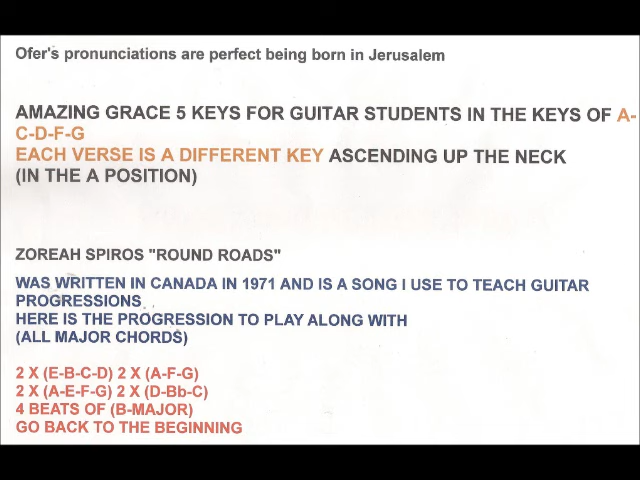 Ofer's pronunciations are perfect being born in Jerusalem
AMAZING GRACE 5 KEYS FOR GUITAR STUDENTS IN THE KEYS OF A-
C-D-F-G
EACH VERSE IS A DIFFERENT KEY ASCENDING UP THE NECK
(IN THE A POSITION)
ZOREAH SPIROS "ROUND ROADS"
WAS WRITTEN IN CANADA IN 1971 AND IS A SONG I USE TO TEACH GUITAR
PROGRESSIONS
HERE IS THE PROGRESSION TO PLAY ALONG WITH
(ALL MAJOR CHORDS)
2 X (E-B-C-D) 2 X (A-F-G)
2 X (A-E-F-G) 2 X (D-Bb-C)
4 BEATS OF (B-MAJOR)
GO BACK TO THE BEGINNING